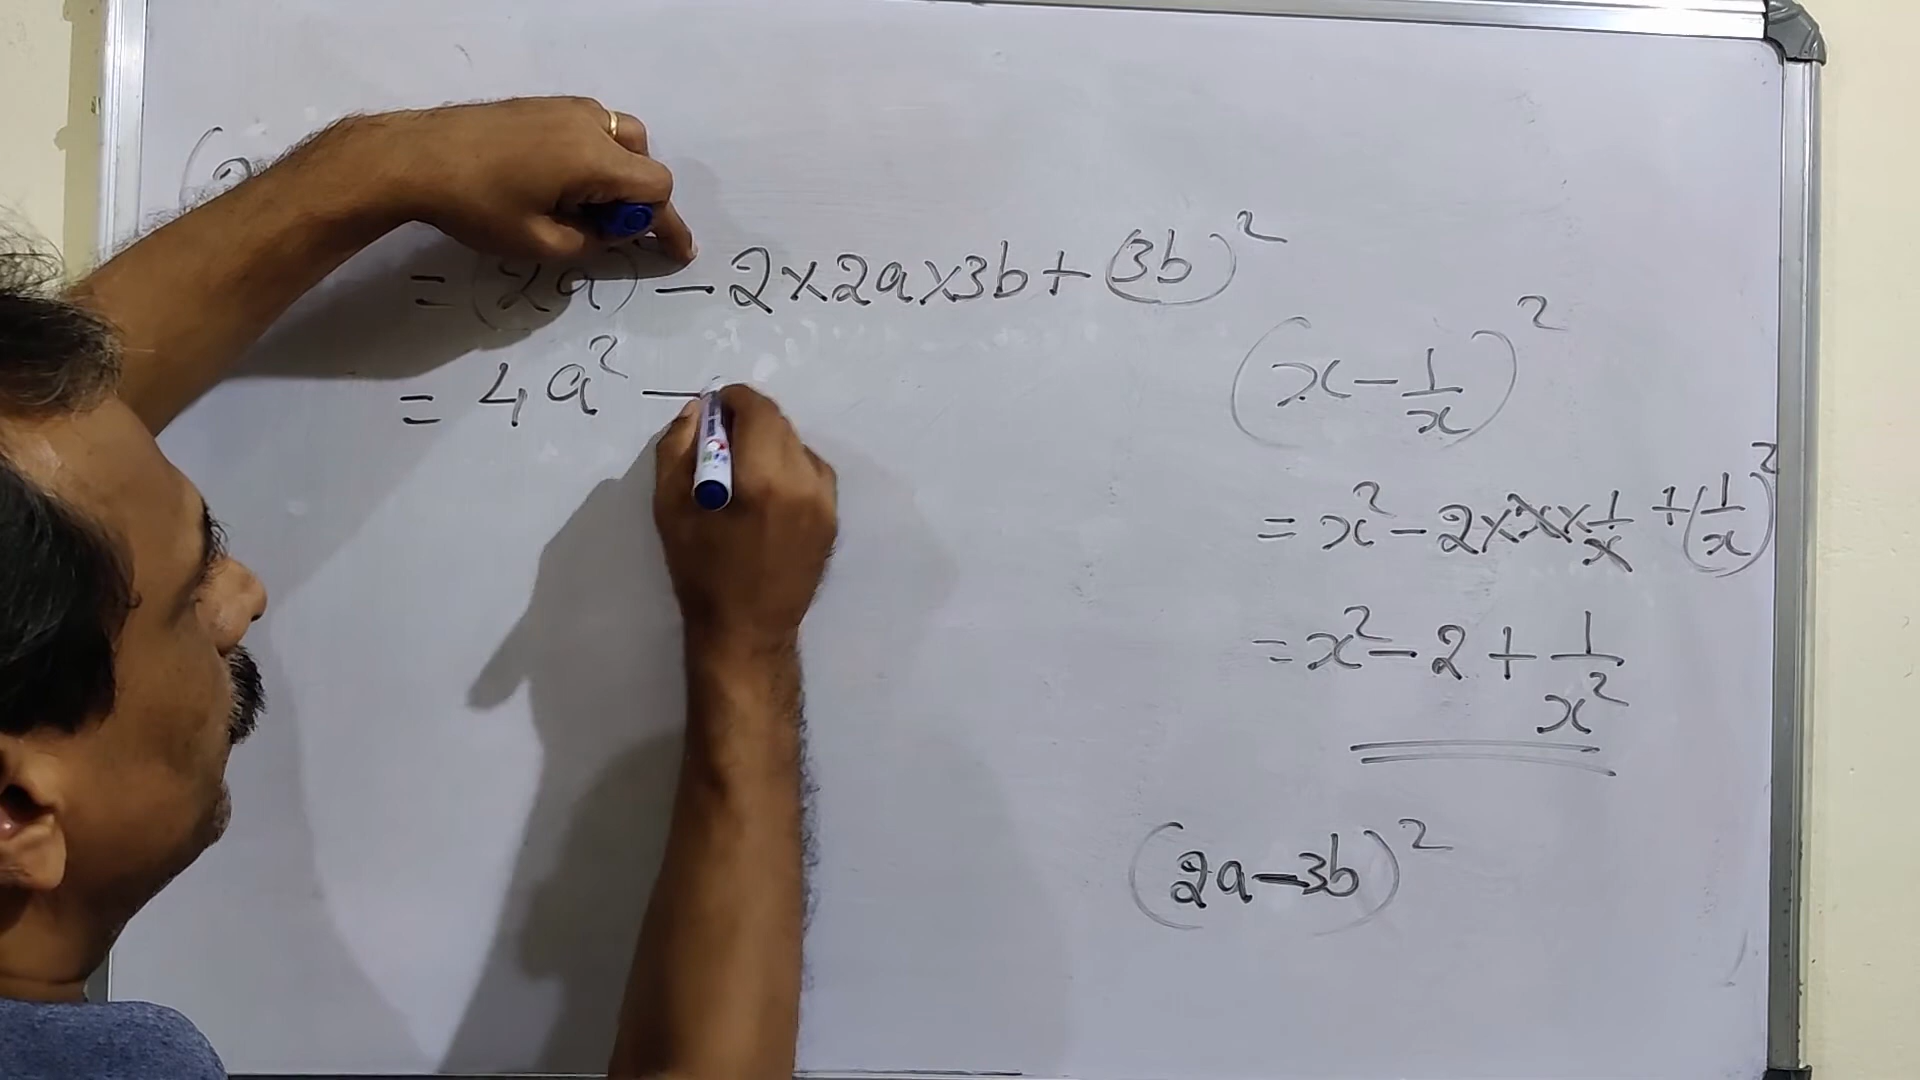 (2
= (2a)² - 2×2a×3b + (3b)²
= 4a² -
(x - 1/x)²
= x² - 2×x×1/x + (1/x)²
= x² - 2 + 1/x²
(2a-3b)²